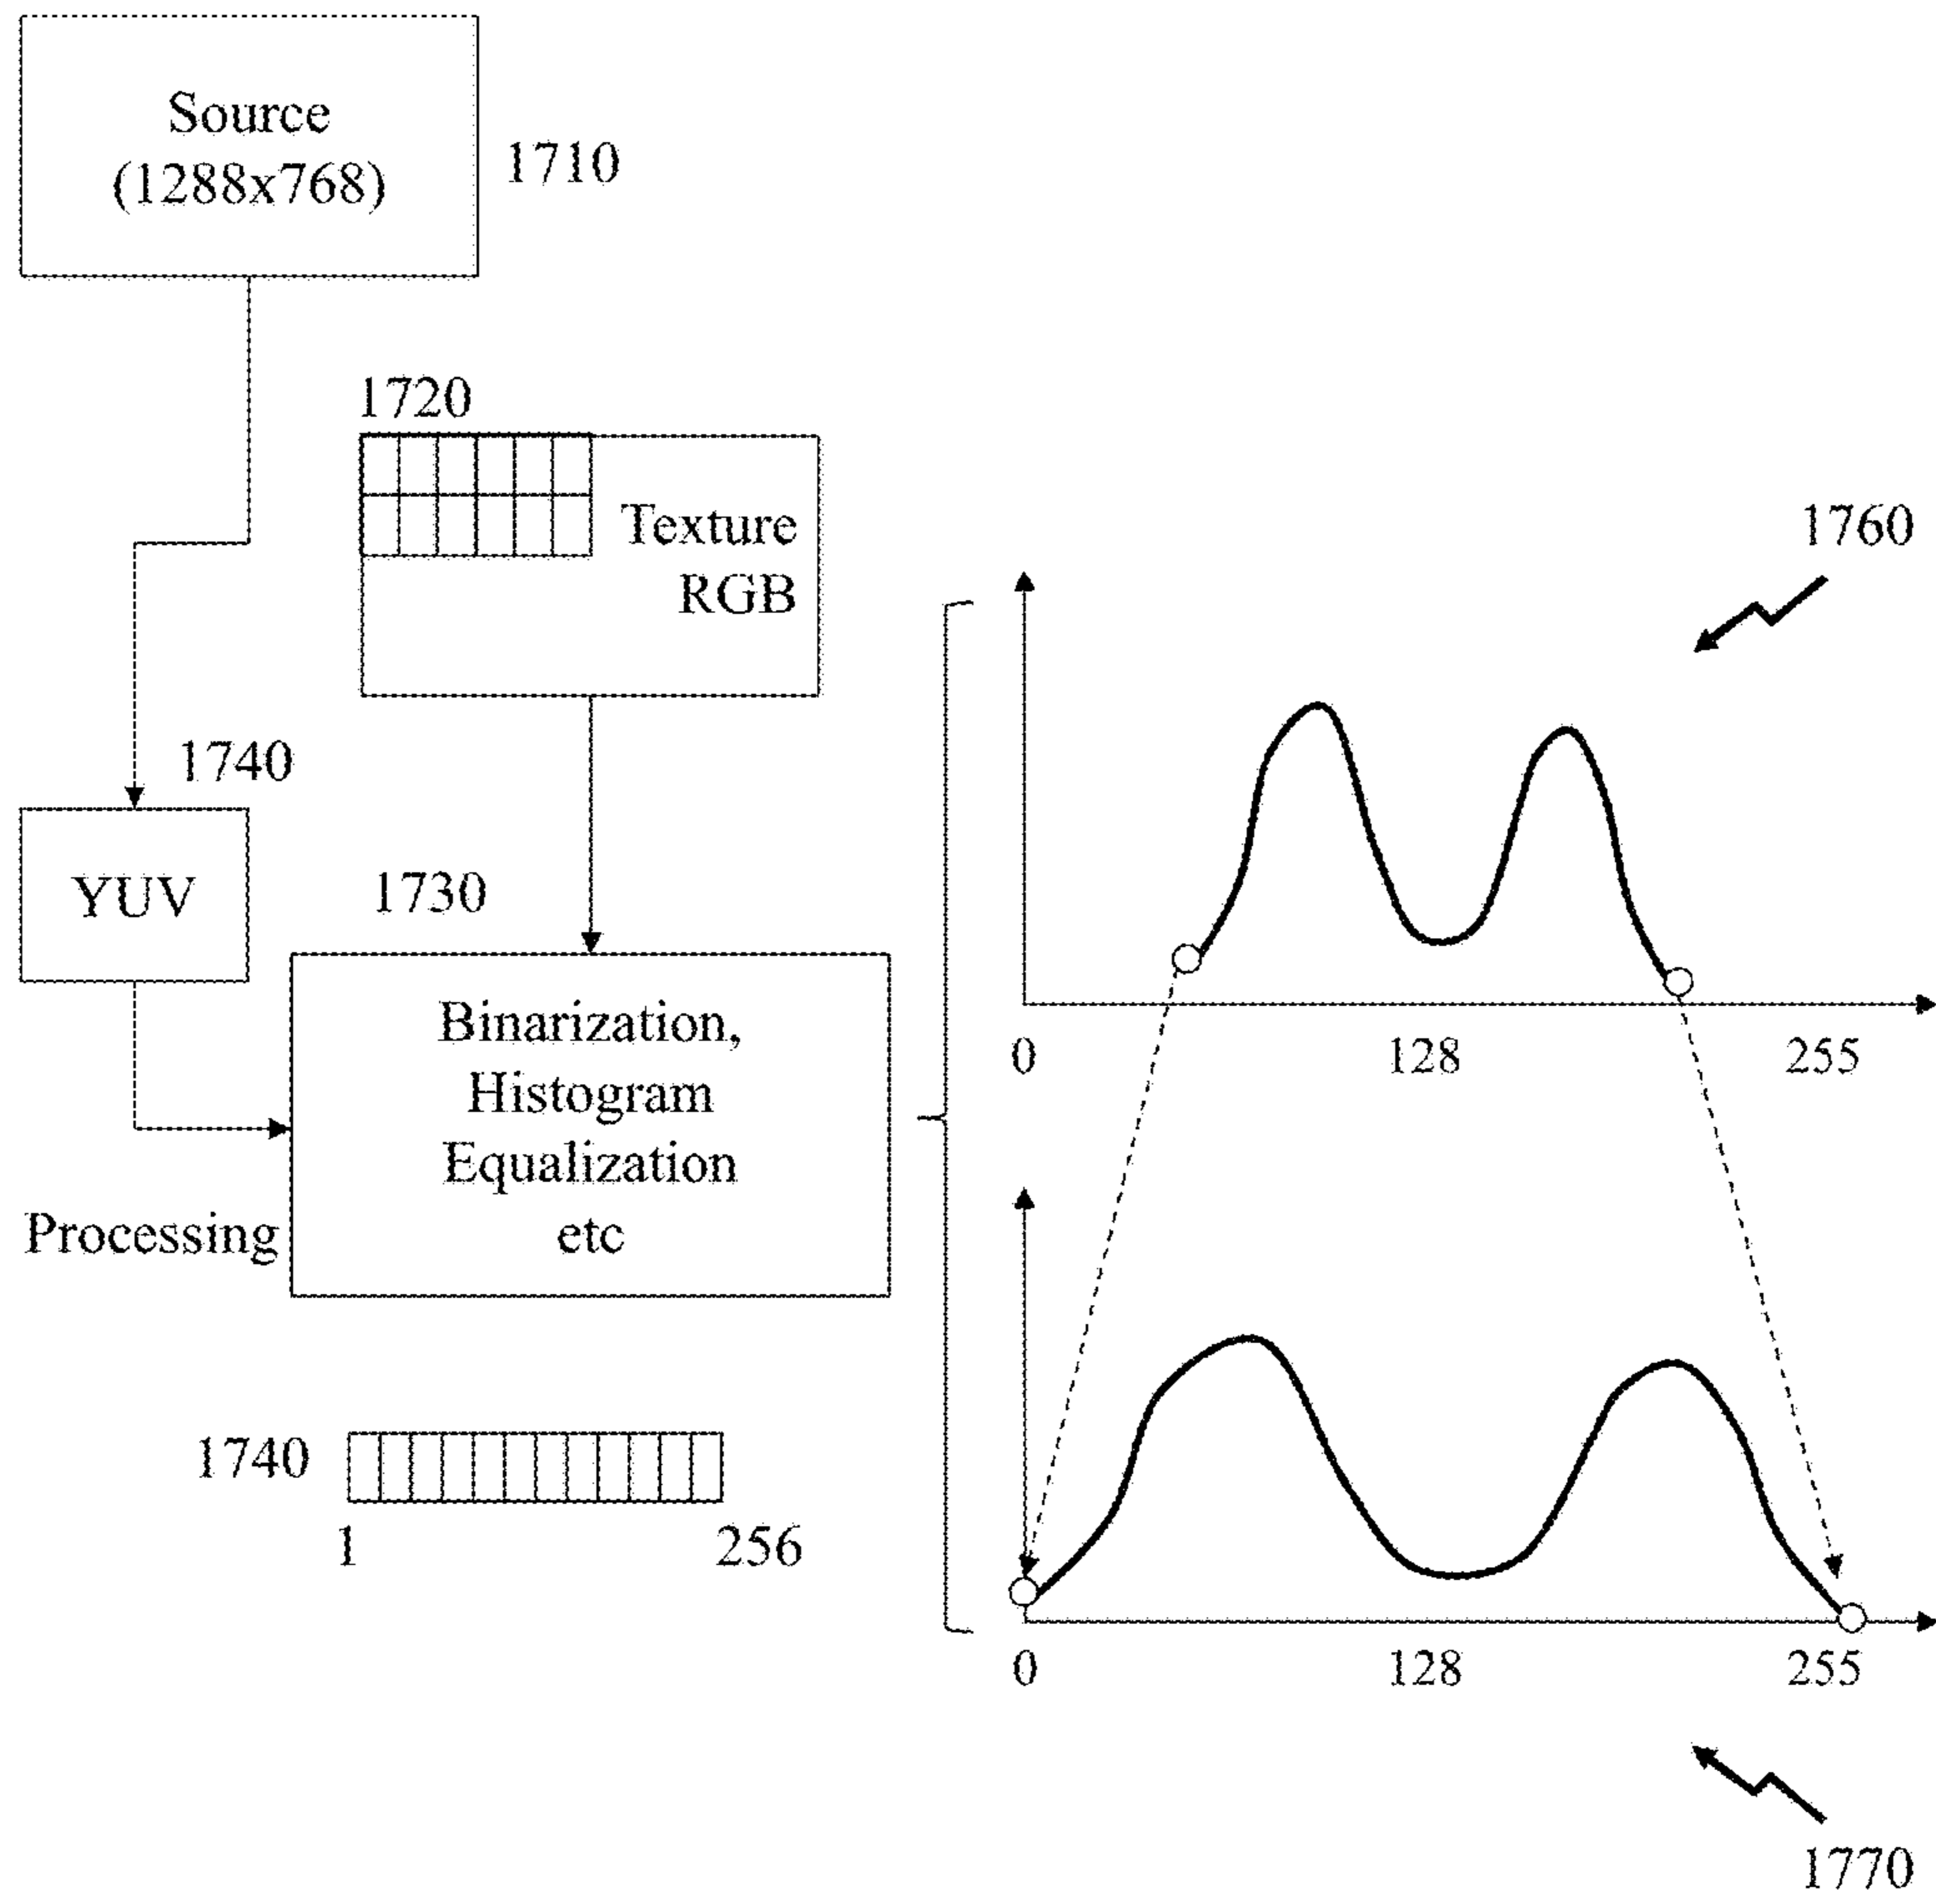 Source
(1288x768)
1710
1720
Texture
RGB
1760
1740
YUV
1730
0 128 255
Binarization,
Histogram
Equalization
etc
Processing
1740
1 256
0 128 255
1770